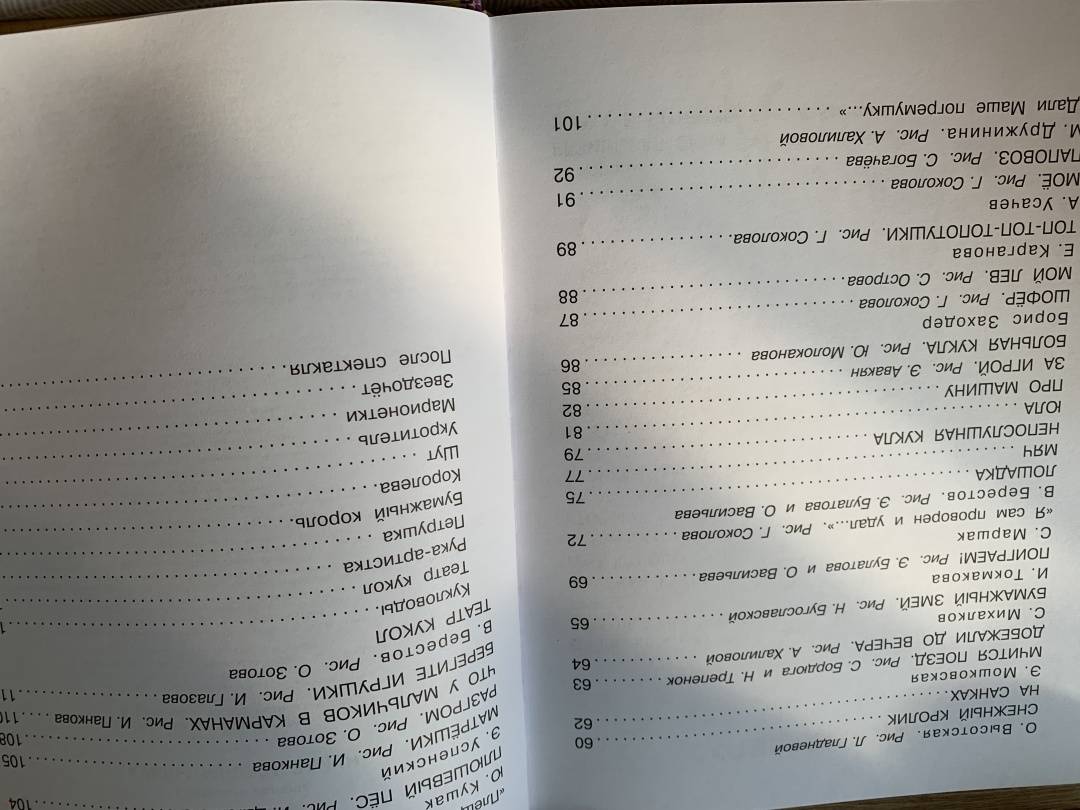 О. Высотская. Рис. Л. Гладневой
СНЕЖНЫЙ КРОЛИК ........ 60
НА САНКАХ ........ 62
Э. Мошковская
МЧИТСЯ ПОЕЗД. Рис. С. Бордюга и Н. Трепенок ........ 63
ДОБЕЖАЛИ ДО ВЕЧЕРА. Рис. А. Халиловой ........ 64
С. Михалков
БУМАЖНЫЙ ЗМЕЙ. Рис. Н. Бугославской ........ 65
И. Токмакова
ПОИГРАЕМ! Рис. Э. Булатова и О. Васильева ........ 69
С. Маршак
«Я сам проворен и удал...». Рис. Г. Соколова ........ 72
В. Берестов. Рис. Э. Булатова и О. Васильева
ЛОШАДКА ........ 75
МЯЧ ........ 77
НЕПОСЛУШНАЯ КУКЛА ........ 79
ЮЛА ........ 81
ПРО МАШИНУ ........ 82
ЗА ИГРОЙ. Рис. Э. Авакян ........ 85
БОЛЬНАЯ КУКЛА. Рис. Ю. Молоканова ........ 86
Борис Заходер
ШОФЁР. Рис. Г. Соколова ........ 87
МОЙ ЛЕВ. Рис. С. Острова ........ 88
Е. Карганова
ТОП-ТОП-ТОПОТУШКИ. Рис. Г. Соколова ........ 89
А. Усачев
МОЁ. Рис. Г. Соколова ........ 91
ПАПОВОЗ. Рис. С. Богачёва ........ 92
М. Дружинина. Рис. А. Халиловой
Дали Маше погремушку...» ........ 101
Ю. Кушак
ПЛЮШЕВЫЙ ПЁС. Рис. ........ 104
Э. Успенский
МАТРЁШКИ. Рис. И. Панкова ........ 105
РАЗГРОМ. Рис. О. Зотова ........ 108
ЧТО У МАЛЬЧИКОВ В КАРМАНАХ. Рис. И. Панкова .... 110
БЕРЕГИТЕ ИГРУШКИ. Рис. И. Глазова ........ 11
В. Берестов. Рис. О. Зотова
ТЕАТР КУКОЛ
Кукловоды ........
Театр кукол ........
Рука-артистка ........
Петрушка ........
Бумажный король ........
Королева ........
Шут ........
Укротитель ........
Марионетки ........
Звездочёт ........
После спектакля ........